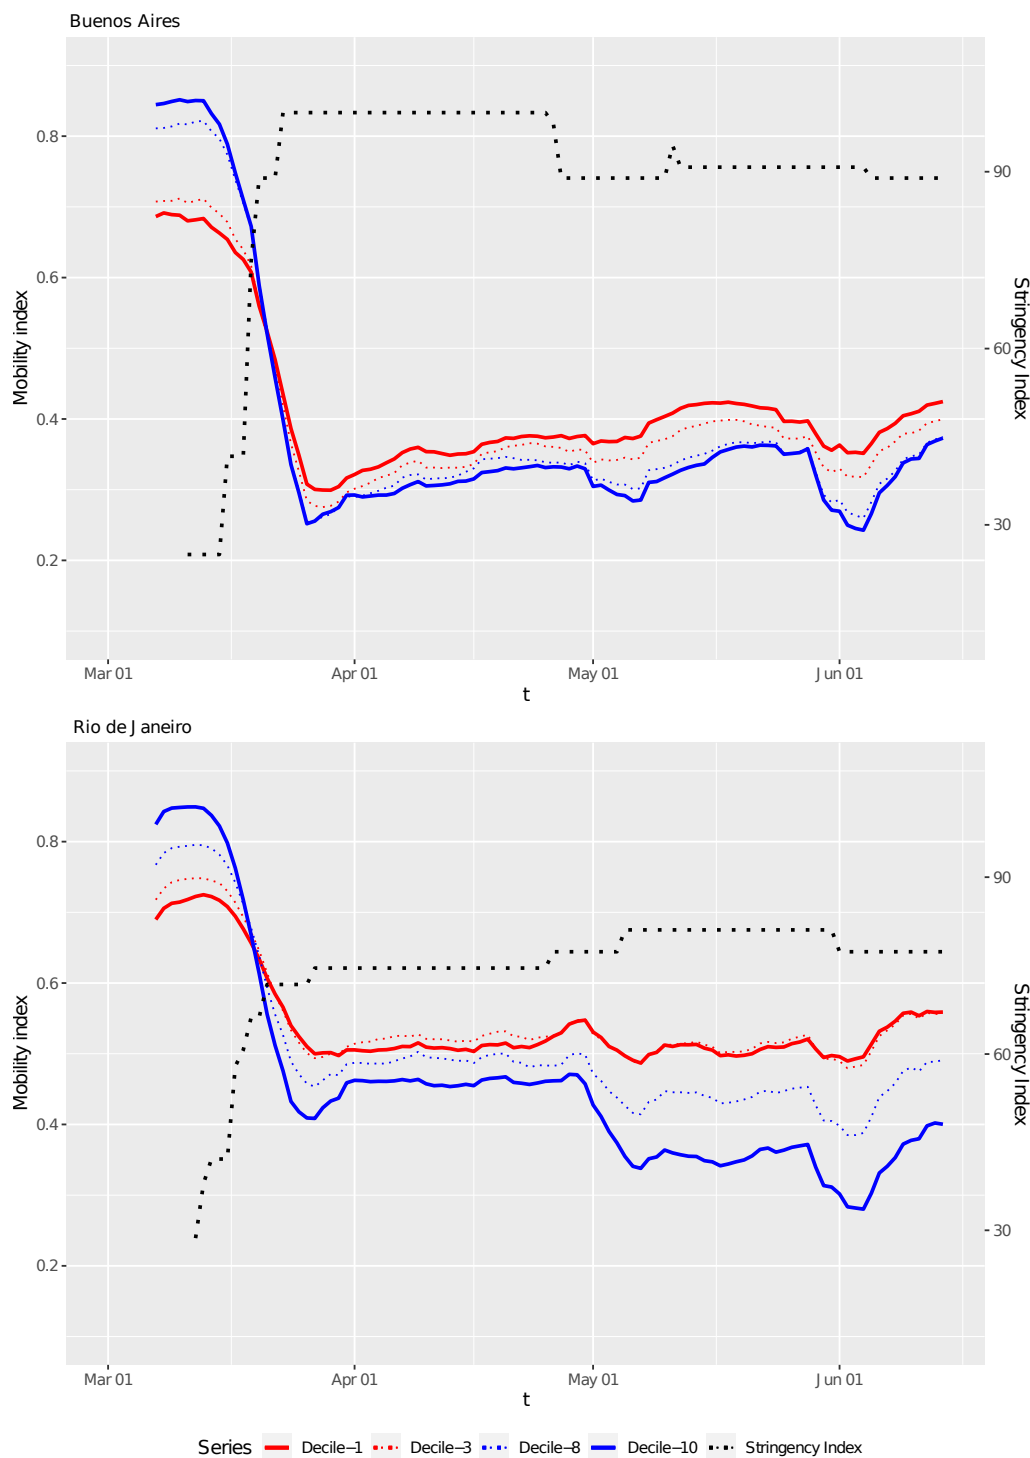 Buenos Aires
0.8
0.6
0.4
0.2
90
60
30
Mobility index
Stringency Index
Mar 01
Apr 01
May 01
Jun 01
t
Rio de Janeiro
0.8
0.6
0.4
0.2
90
60
30
Mobility index
Stringency Index
Mar 01
Apr 01
May 01
Jun 01
t
Series Decile−1 Decile−3 Decile−8 Decile−10 Stringency Index